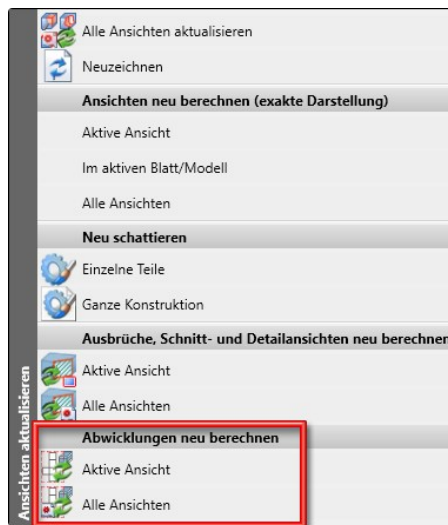 Alle Ansichten aktualisieren
Neuzeichnen
Ansichten neu berechnen (exakte Darstellung)
Aktive Ansicht
Im aktiven Blatt/Modell
Alle Ansichten
Neu schattieren
Einzelne Teile
Ganze Konstruktion
Ausbrüche, Schnitt- und Detailansichten neu berechnen
Aktive Ansicht
Alle Ansichten
Abwicklungen neu berechnen
Aktive Ansicht
Alle Ansichten
Ansichten aktualisieren